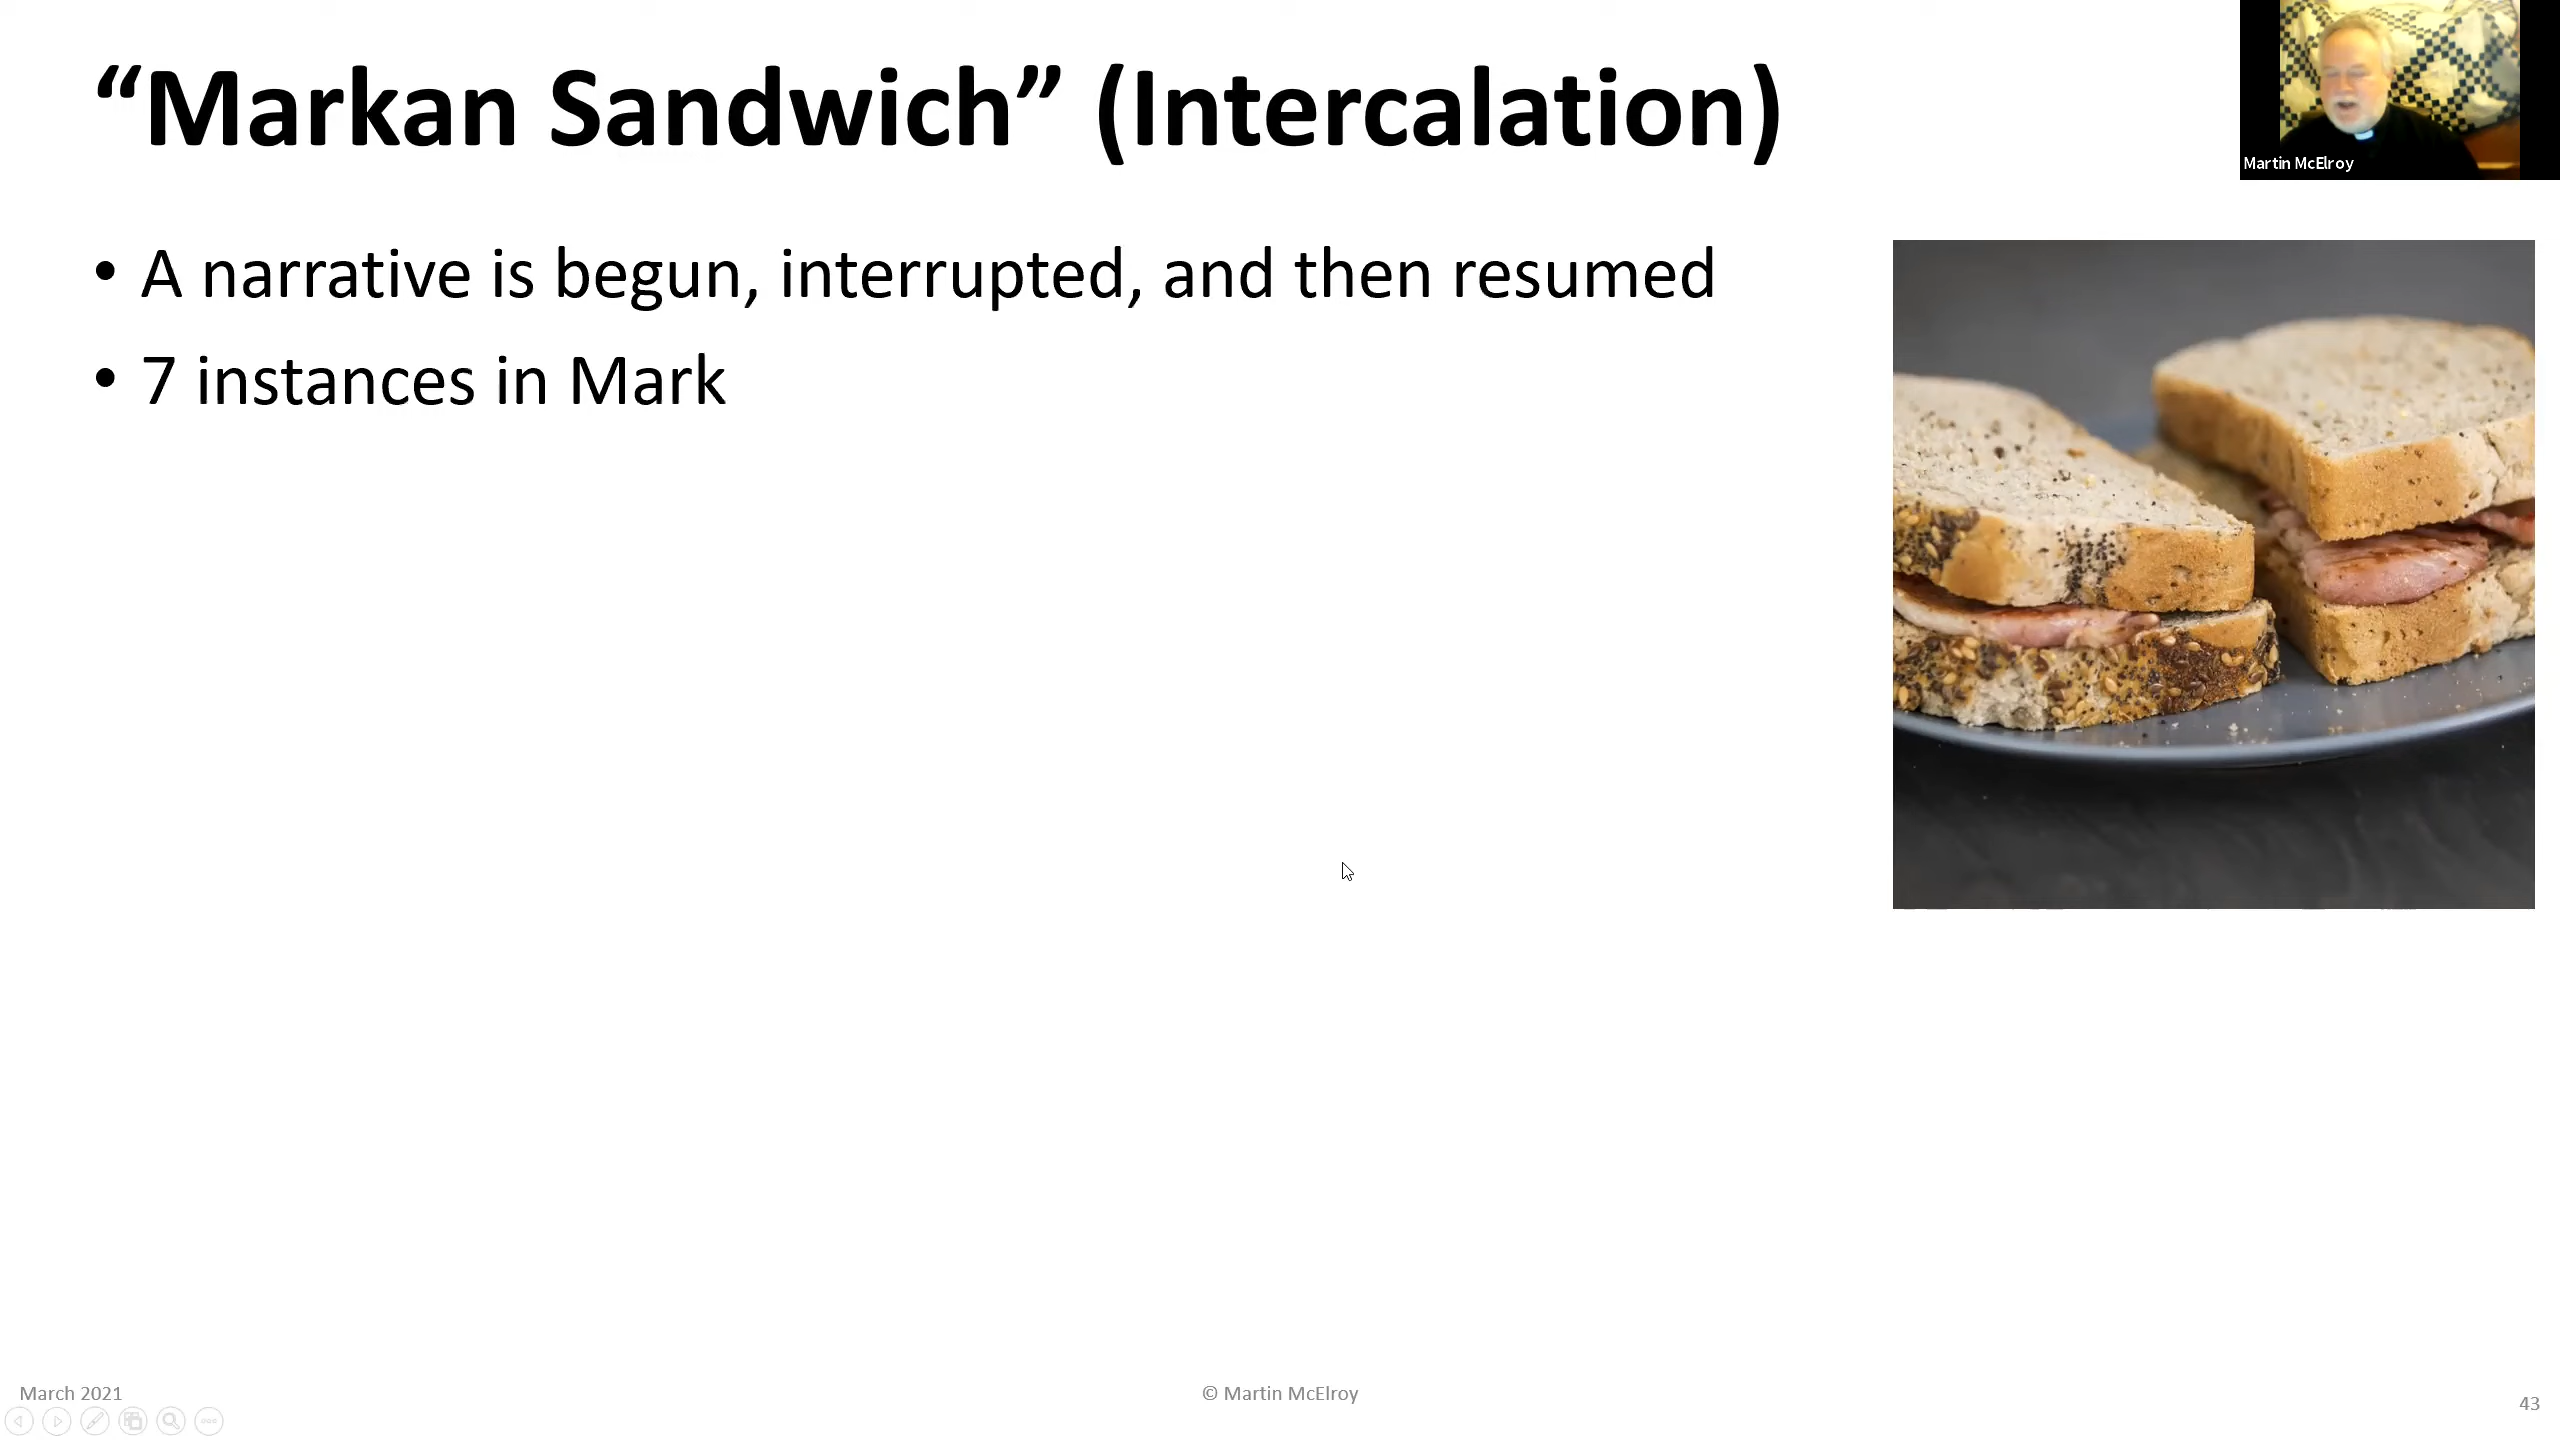 “Markan Sandwich” (Intercalation)
Martin McElroy
• A narrative is begun, interrupted, and then resumed
• 7 instances in Mark
March 2021
© Martin McElroy
43